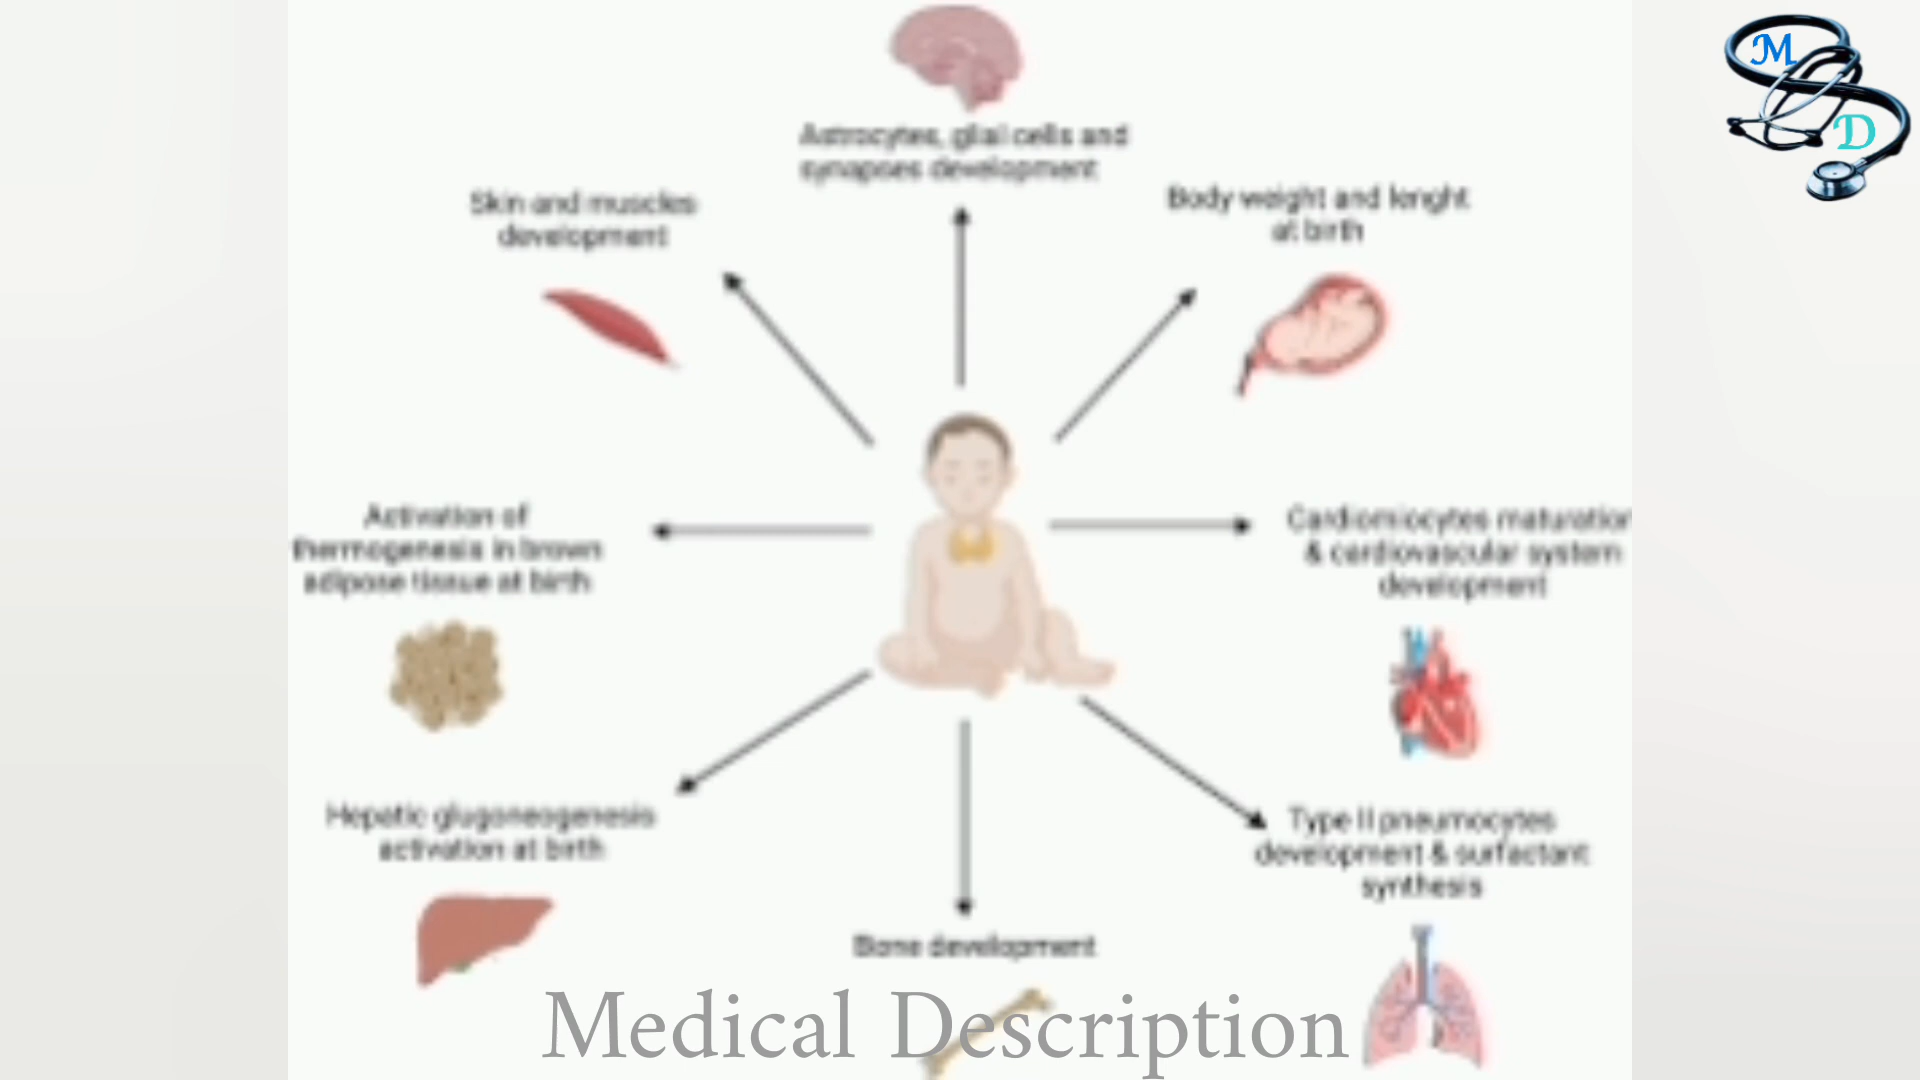 M
D
Astrocytes, glial cells and
synapses development
Skin and muscles
development
Body weight and lenght
at birth
Activation of
thermogenesis in brown
adipose tissue at birth
Cardiomiocytes maturation
& cardiovascular system
development
Hepatic glugoneogenesis
activation at birth
Type II pneumocytes
development & surfactant
synthesis
Bone development
Medical Description